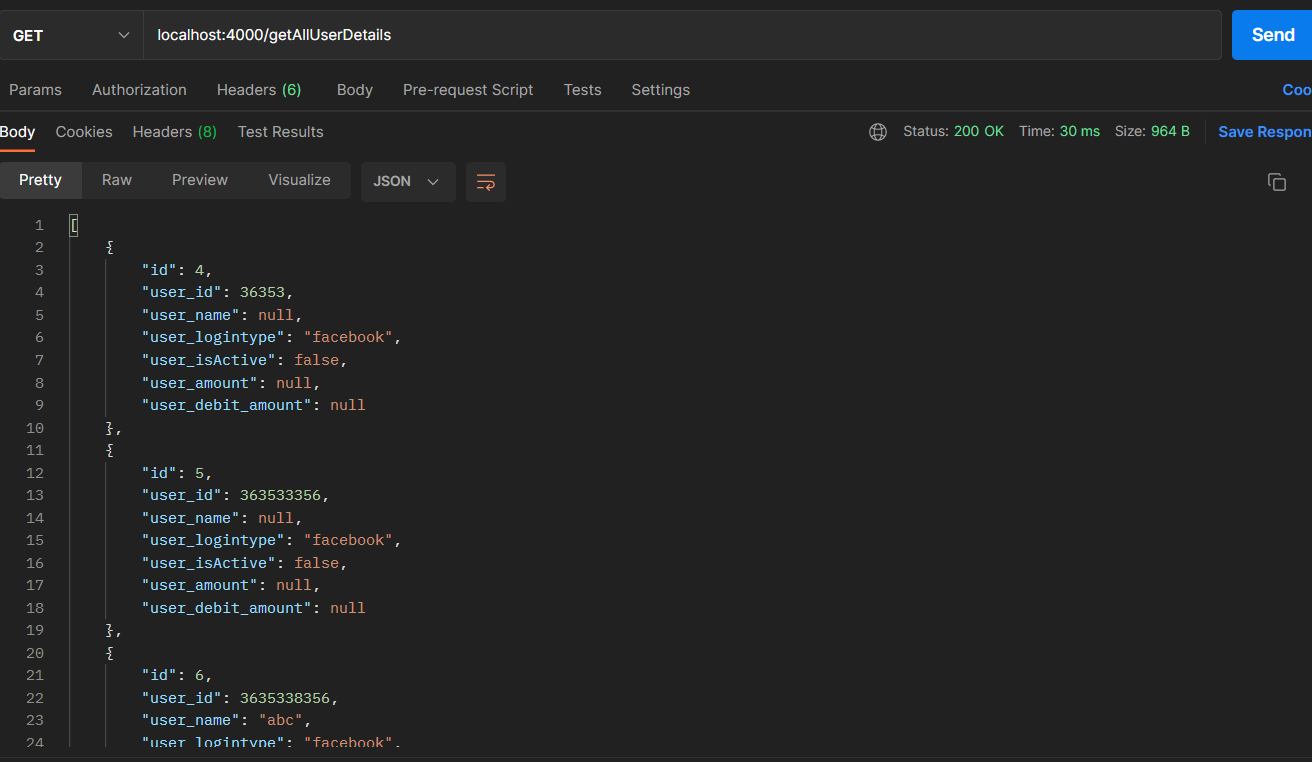 GET localhost:4000/getAllUserDetails Send
Params Authorization Headers (6) Body Pre-request Script Tests Settings Coo
Body Cookies Headers (8) Test Results Status: 200 OK Time: 30 ms Size: 964 B Save Respon
Pretty Raw Preview Visualize JSON
1 [
2 {
3 "id": 4,
4 "user_id": 36353,
5 "user_name": null,
6 "user_logintype": "facebook",
7 "user_isActive": false,
8 "user_amount": null,
9 "user_debit_amount": null
10 },
11 {
12 "id": 5,
13 "user_id": 363533356,
14 "user_name": null,
15 "user_logintype": "facebook",
16 "user_isActive": false,
17 "user_amount": null,
18 "user_debit_amount": null
19 },
20 {
21 "id": 6,
22 "user_id": 3635338356,
23 "user_name": "abc",
24 "user_logintype": "facebook",